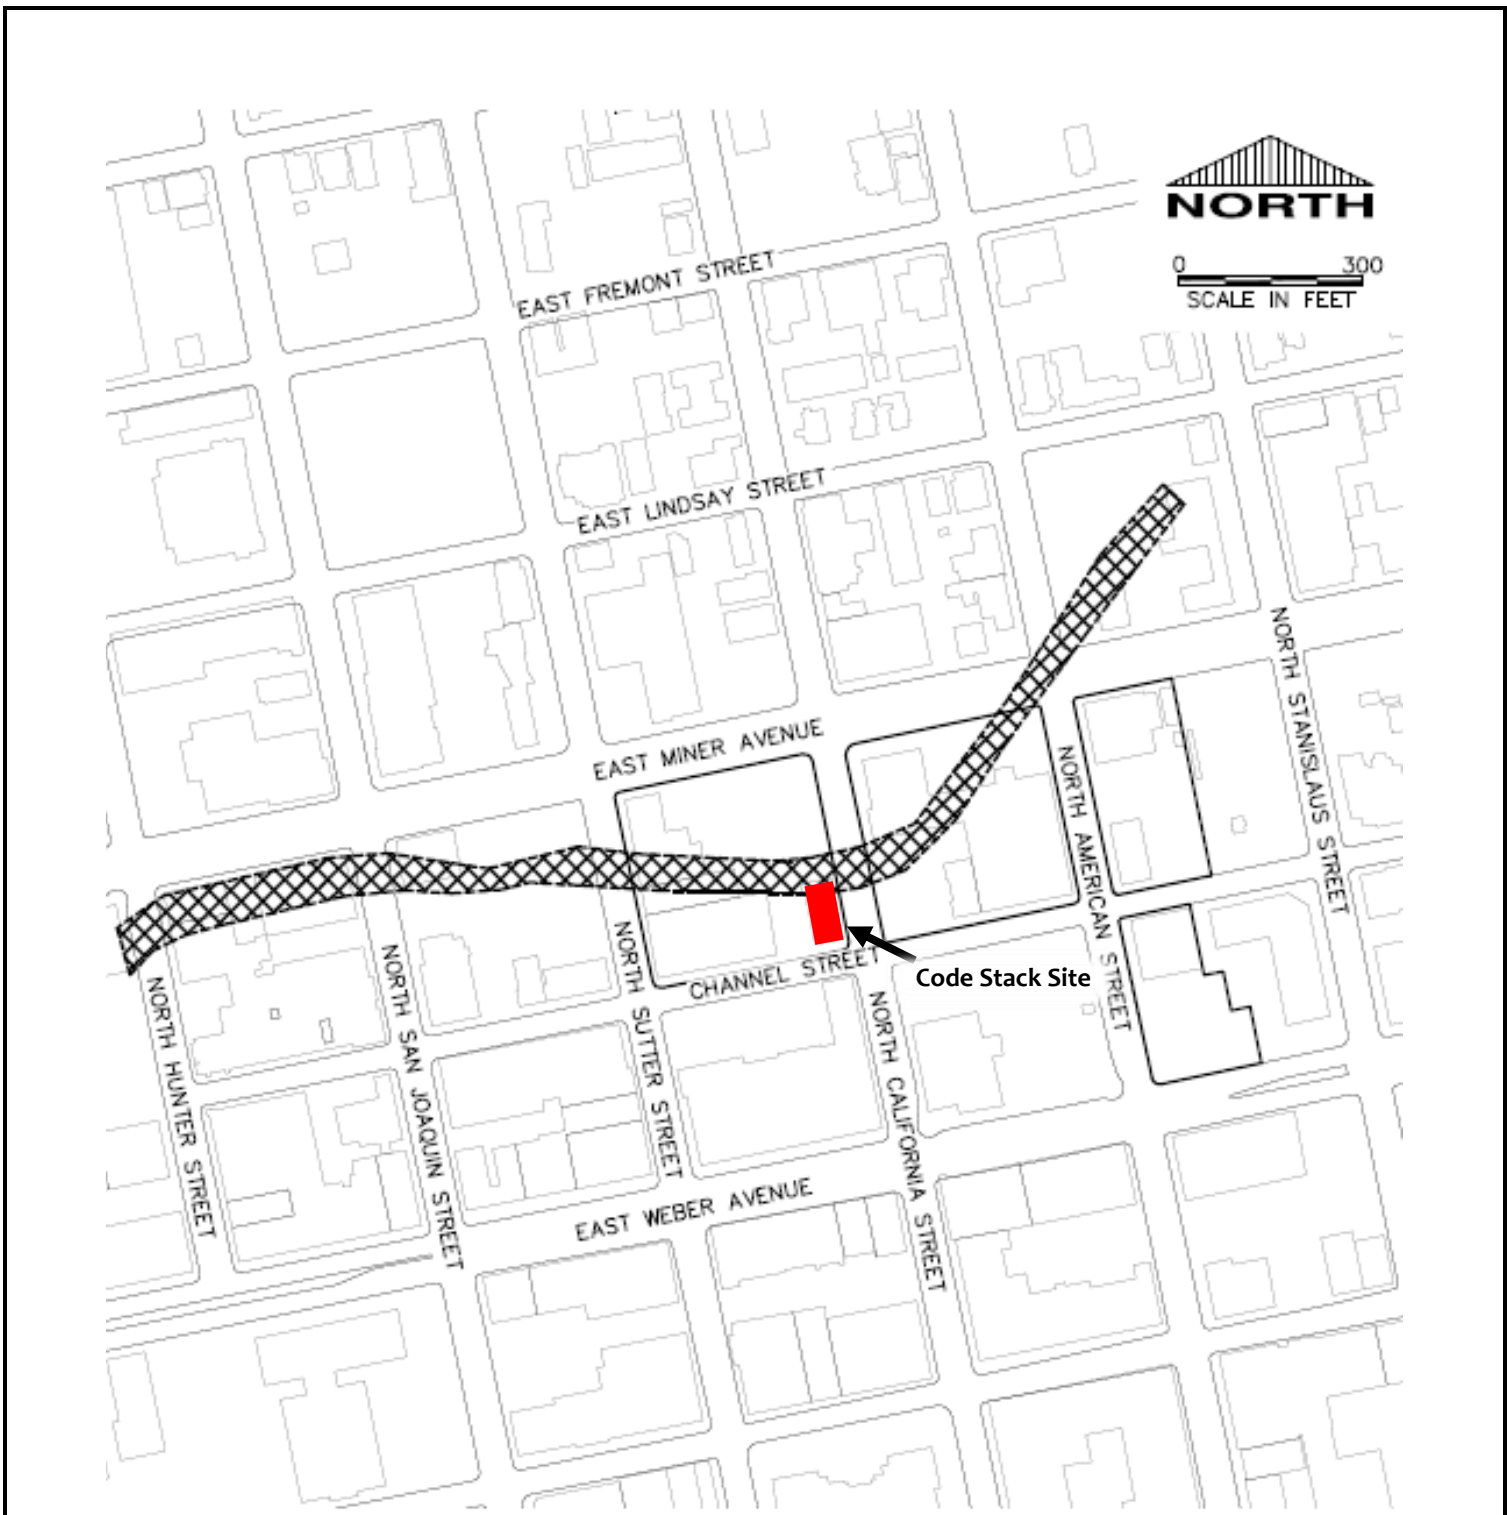 NORTH
0 300
SCALE IN FEET
EAST FREMONT STREET
EAST LINDSAY STREET
EAST MINER AVENUE
NORTH STANISLAUS STREET
NORTH AMERICAN STREET
CHANNEL STREET
Code Stack Site
NORTH HUNTER STREET
NORTH SAN JOAQUIN STREET
NORTH SUTTER STREET
NORTH CALIFORNIA STREET
EAST WEBER AVENUE